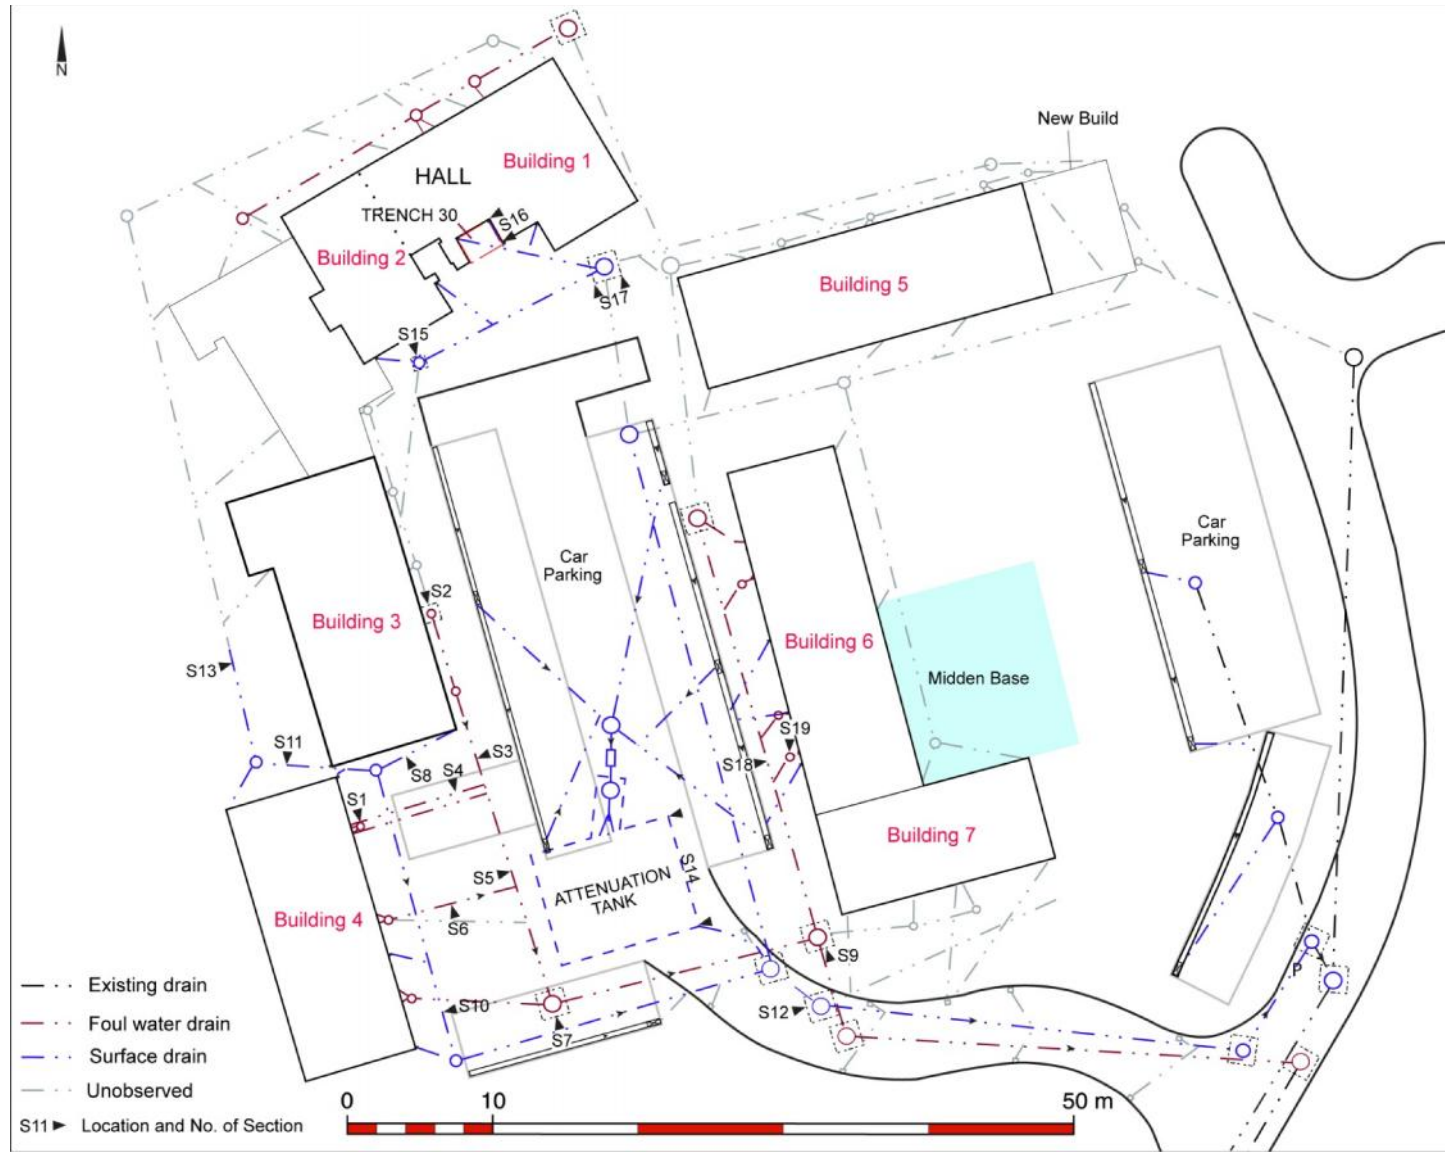 N
New Build
HALL
Building 1
TRENCH 30
S16
Building 2
S17
Building 5
S15
Car
Parking
Car
Parking
S2
Building 3
Building 6
S13
Midden Base
S11
S3
S19
S8
S4
S18
S1
Building 7
S14
S5
ATTENUATION
TANK
Building 4
S6
S9
P
Existing drain
S10
S12
Foul water drain
S7
Surface drain
Unobserved
S11 Location and No. of Section
0 10 50 m